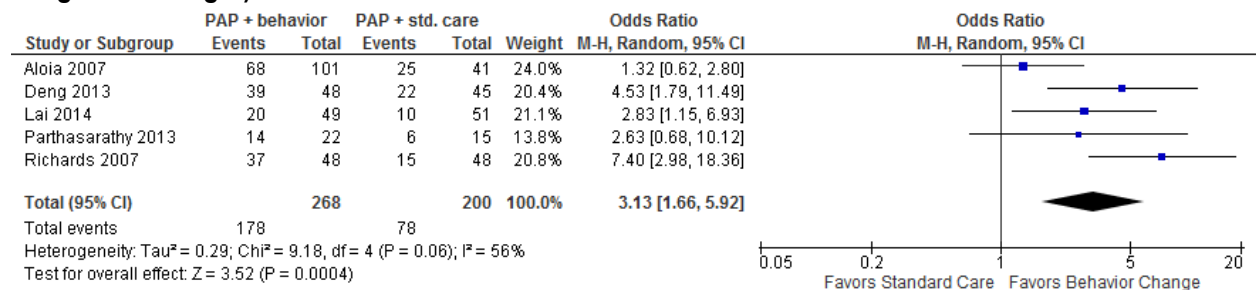 PAP + behavior PAP + std. care Odds Ratio Odds Ratio
Study or Subgroup Events Total Events Total Weight M-H, Random, 95% CI M-H, Random, 95% CI
Aloia 2007 68 101 25 41 24.0% 1.32 [0.62, 2.80]
Deng 2013 39 48 22 45 20.4% 4.53 [1.79, 11.49]
Lai 2014 20 49 10 51 21.1% 2.83 [1.15, 6.93]
Parthasarathy 2013 14 22 6 15 13.8% 2.63 [0.68, 10.12]
Richards 2007 37 48 15 48 20.8% 7.40 [2.98, 18.36]
Total (95% CI) 268 200 100.0% 3.13 [1.66, 5.92]
Total events 178 78
Heterogeneity: Tau² = 0.29; Chi² = 9.18, df = 4 (P = 0.06); I² = 56%
Test for overall effect: Z = 3.52 (P = 0.0004)
0.05 0.2 1 5 20
Favors Standard Care Favors Behavior Change